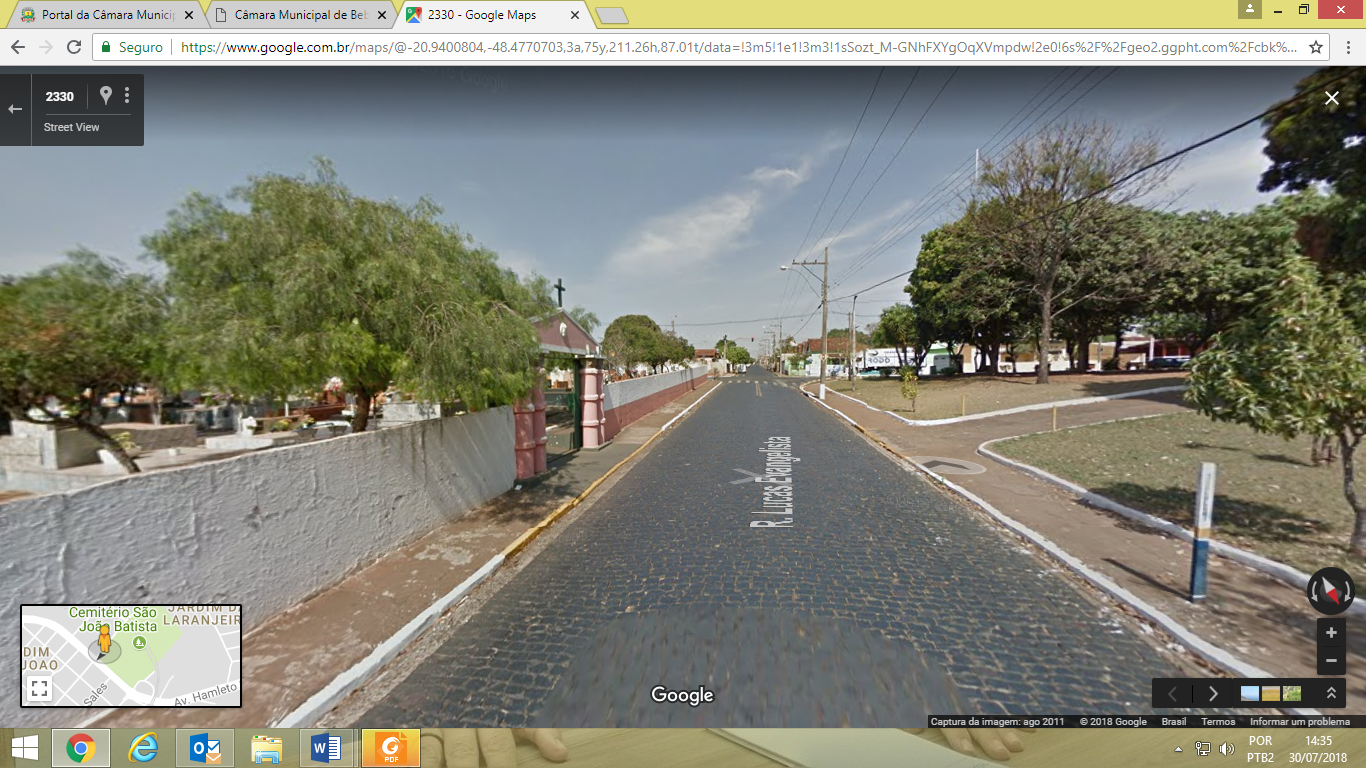 Portal da Câmara Municip
Câmara Municipal de Beb
2330 - Google Maps
Seguro
https://www.google.com.br/maps/@-20.9400804,-48.4770703,3a,75y,211.26h,87.01t/data=!3m5!1e1!3m3!1sSozt_M-GNhFXYgOqXVmpdw!2e0!6s%2F%2Fgeo2.ggpht.com%2Fcbk%...
2330
Street View
R. Lucas Evangelista
Cemitério São
João Batista
JARDIM D
LARANJEIR
DIM
JOAO
Sales
Av. Hamleto
Google
Captura da imagem: ago 2011 © 2018 Google Brasil Termos Informar um problema
PDF
POR
PTB2
14:35
30/07/2018